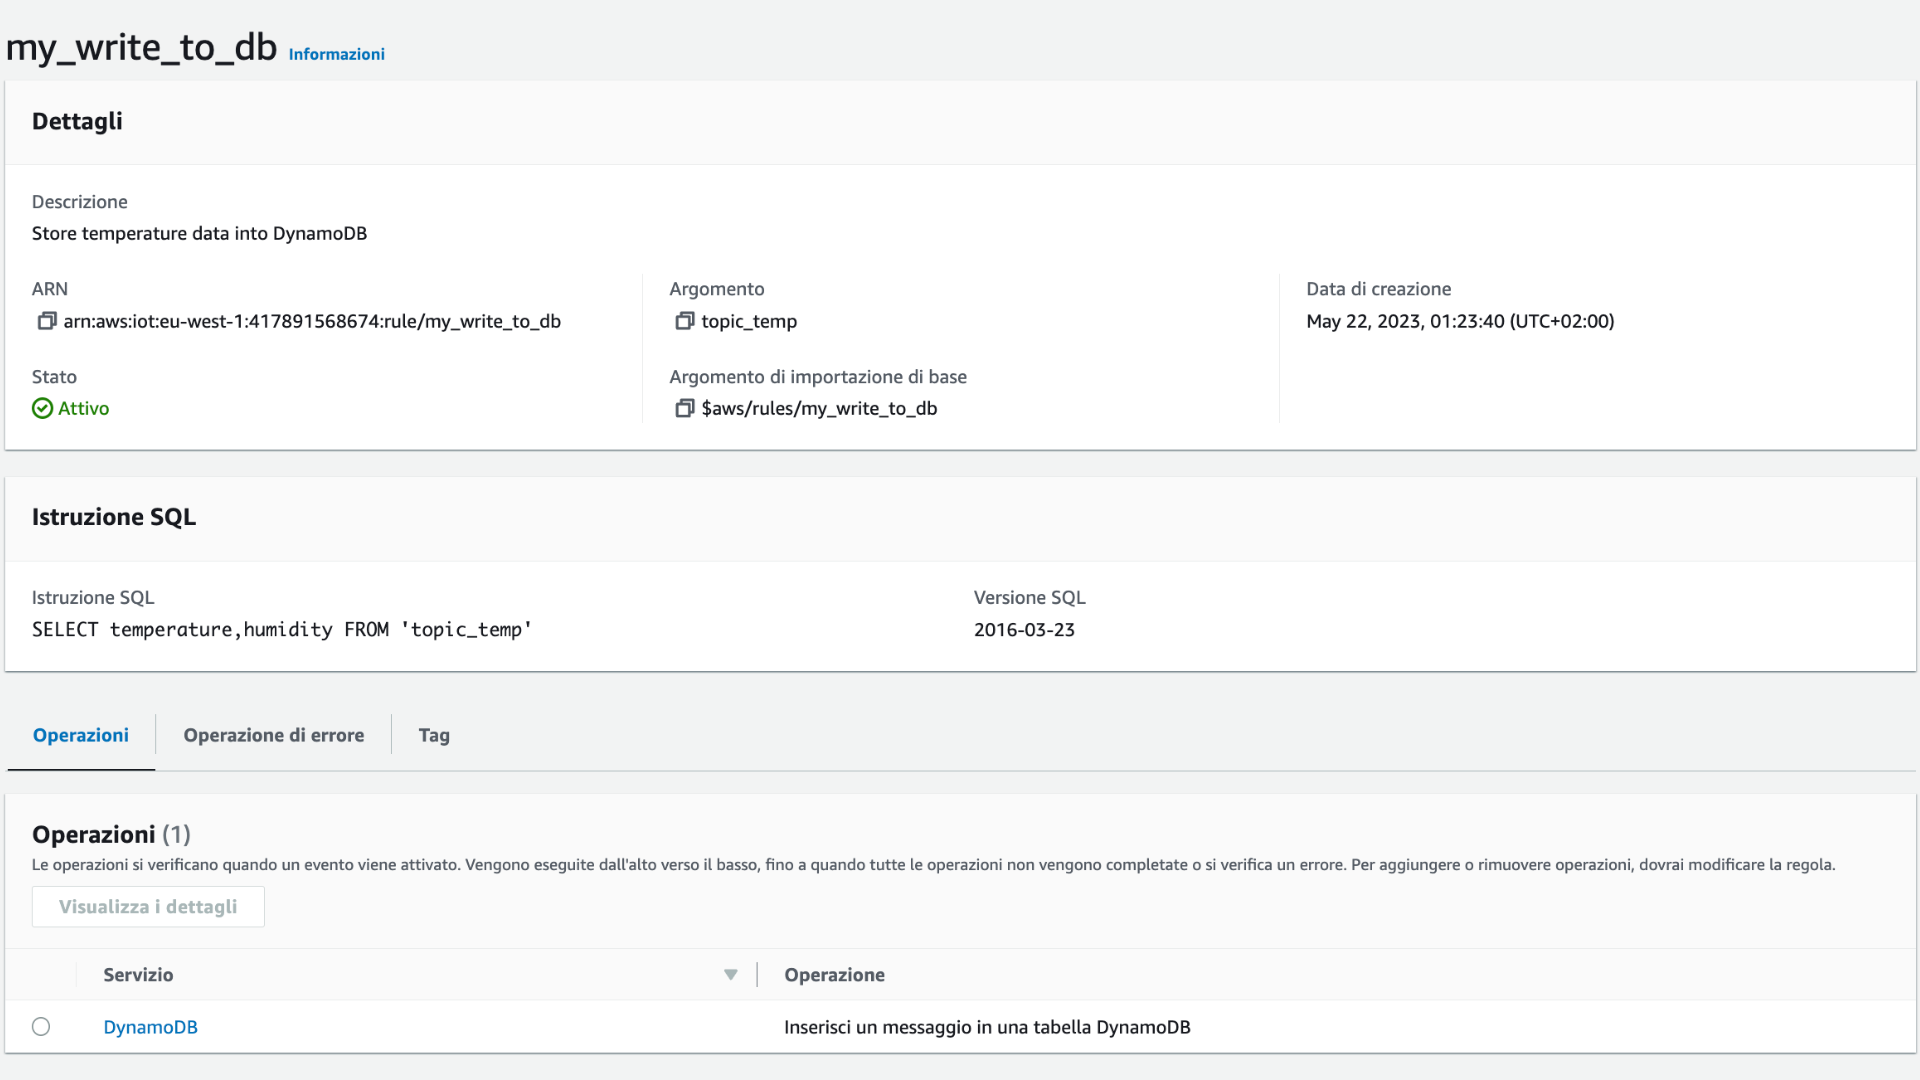 my_write_to_db Informazioni
Dettagli
Descrizione
Store temperature data into DynamoDB
ARN
arn:aws:iot:eu-west-1:417891568674:rule/my_write_to_db
Argomento
topic_temp
Data di creazione
May 22, 2023, 01:23:40 (UTC+02:00)
Stato
Attivo
Argomento di importazione di base
$aws/rules/my_write_to_db
Istruzione SQL
Istruzione SQL
SELECT temperature,humidity FROM 'topic_temp'
Versione SQL
2016-03-23
Operazioni
Operazione di errore
Tag
Operazioni (1)
Le operazioni si verificano quando un evento viene attivato. Vengono eseguite dall'alto verso il basso, fino a quando tutte le operazioni non vengono completate o si verifica un errore. Per aggiungere o rimuovere operazioni, dovrai modificare la regola.
Visualizza i dettagli
Servizio
Operazione
DynamoDB
Inserisci un messaggio in una tabella DynamoDB